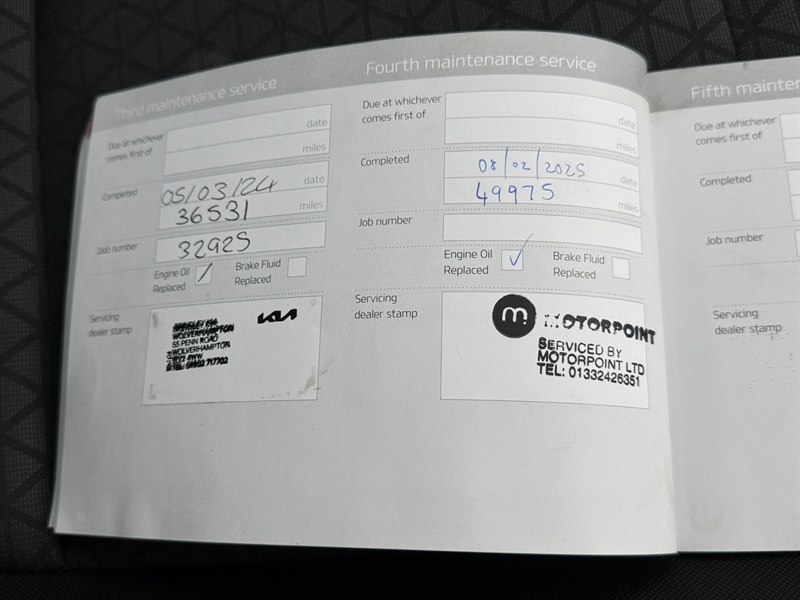 Third maintenance service
Due at whichever
comes first of
date
miles
Completed
05/03/24
date
36531
miles
Job number
32925
Engine Oil
Replaced
Brake Fluid
Replaced
Servicing
dealer stamp
KIA
WOLVERHAMPTON
55 PENN ROAD
WOLVERHAMPTON
Fourth maintenance service
Due at whichever
comes first of
date
miles
Completed
08/02/2025
date
49975
miles
Job number
Engine Oil
Replaced
Brake Fluid
Replaced
Servicing
dealer stamp
m.
MOTORPOINT
SERVICED BY
MOTORPOINT LTD
TEL: 01332426351
Fifth mainten
Due at whichever
comes first of
Completed
Job number
Servicing
dealer stamp